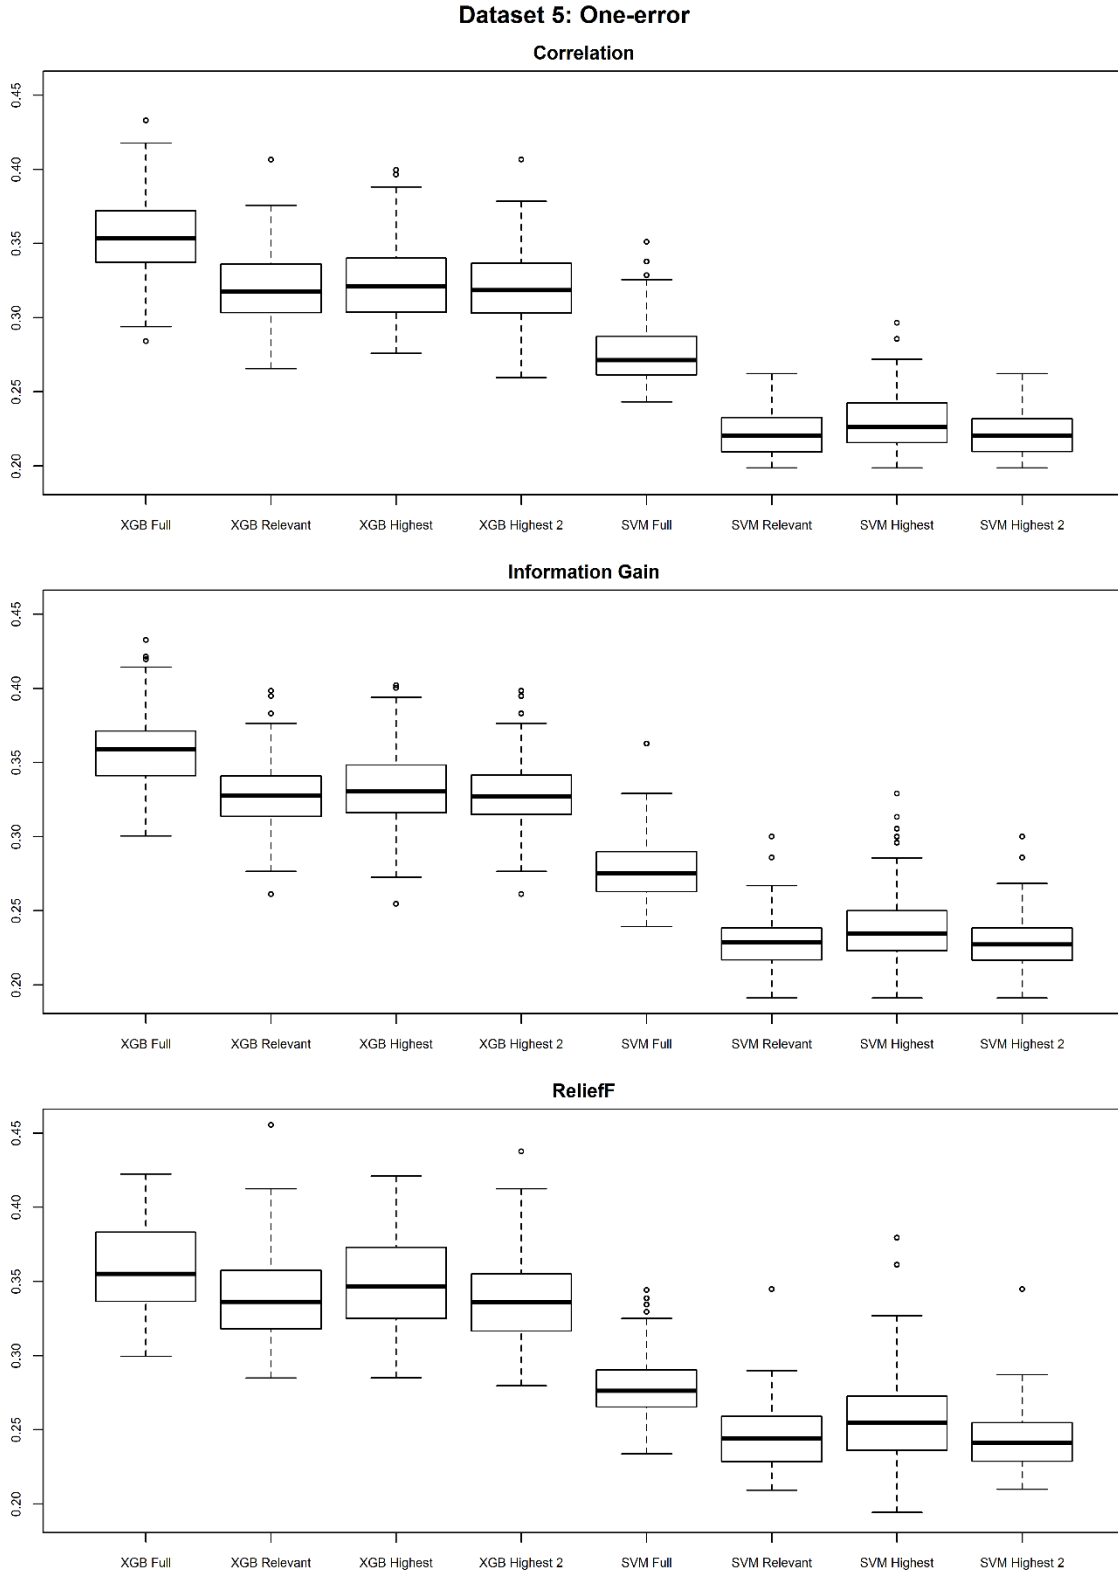 Dataset 5: One-error
Correlation
0.45
0.40
0.35
0.30
0.25
0.20
XGB Full XGB Relevant XGB Highest XGB Highest 2 SVM Full SVM Relevant SVM Highest SVM Highest 2
Information Gain
0.45
0.40
0.35
0.30
0.25
0.20
XGB Full XGB Relevant XGB Highest XGB Highest 2 SVM Full SVM Relevant SVM Highest SVM Highest 2
ReliefF
0.45
0.40
0.35
0.30
0.25
0.20
XGB Full XGB Relevant XGB Highest XGB Highest 2 SVM Full SVM Relevant SVM Highest SVM Highest 2